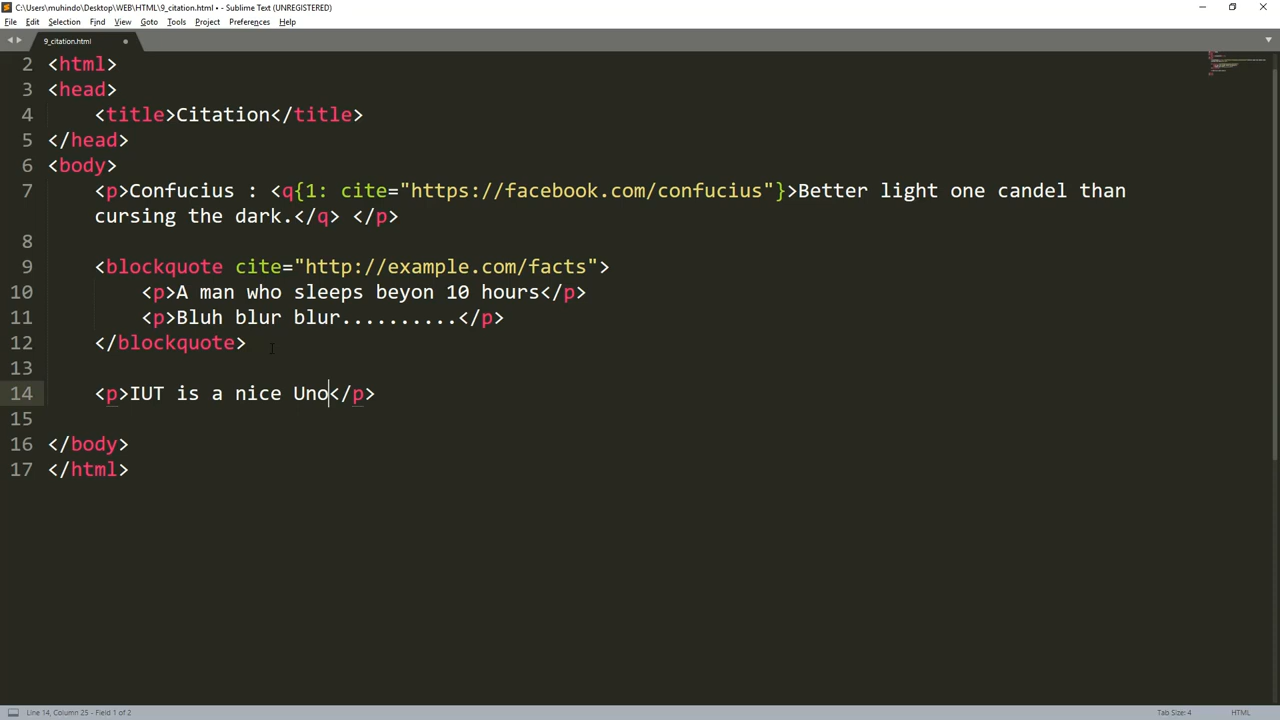 C:\Users\muhindo\Desktop\WEB\HTML\9_citation.html • - Sublime Text (UNREGISTERED)
File Edit Selection Find View Goto Tools Project Preferences Help
9_citation.html
2 <html>
3 <head>
4 <title>Citation</title>
5 </head>
6 <body>
7 <p>Confucius : <q{1: cite="https://facebook.com/confucius"}>Better light one candel than
cursing the dark.</q> </p>
8
9 <blockquote cite="http://example.com/facts">
10 <p>A man who sleeps beyon 10 hours</p>
11 <p>Bluh blur blur..........</p>
12 </blockquote>
13
14 <p>IUT is a nice Uno</p>
15
16 </body>
17 </html>
Line 14, Column 25 - Field 1 of 2 Tab Size: 4 HTML